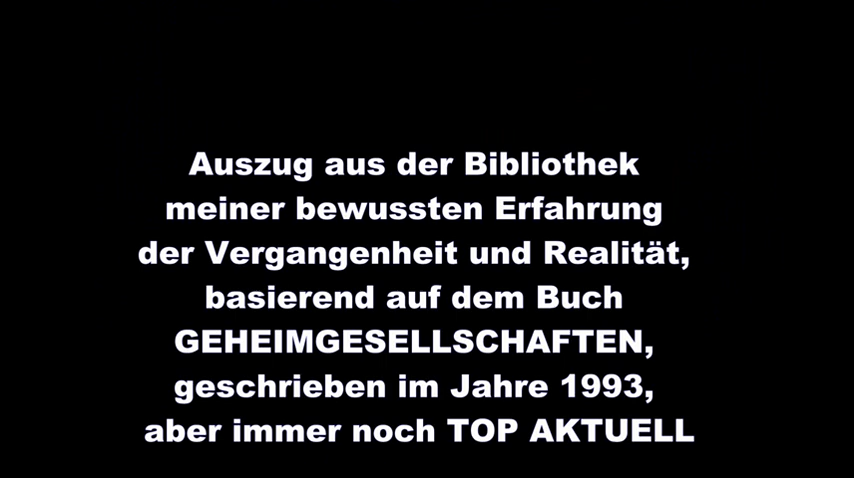 Auszug aus der Bibliothek
meiner bewussten Erfahrung
der Vergangenheit und Realität,
basierend auf dem Buch
GEHEIMGESELLSCHAFTEN,
geschrieben im Jahre 1993,
aber immer noch TOP AKTUELL